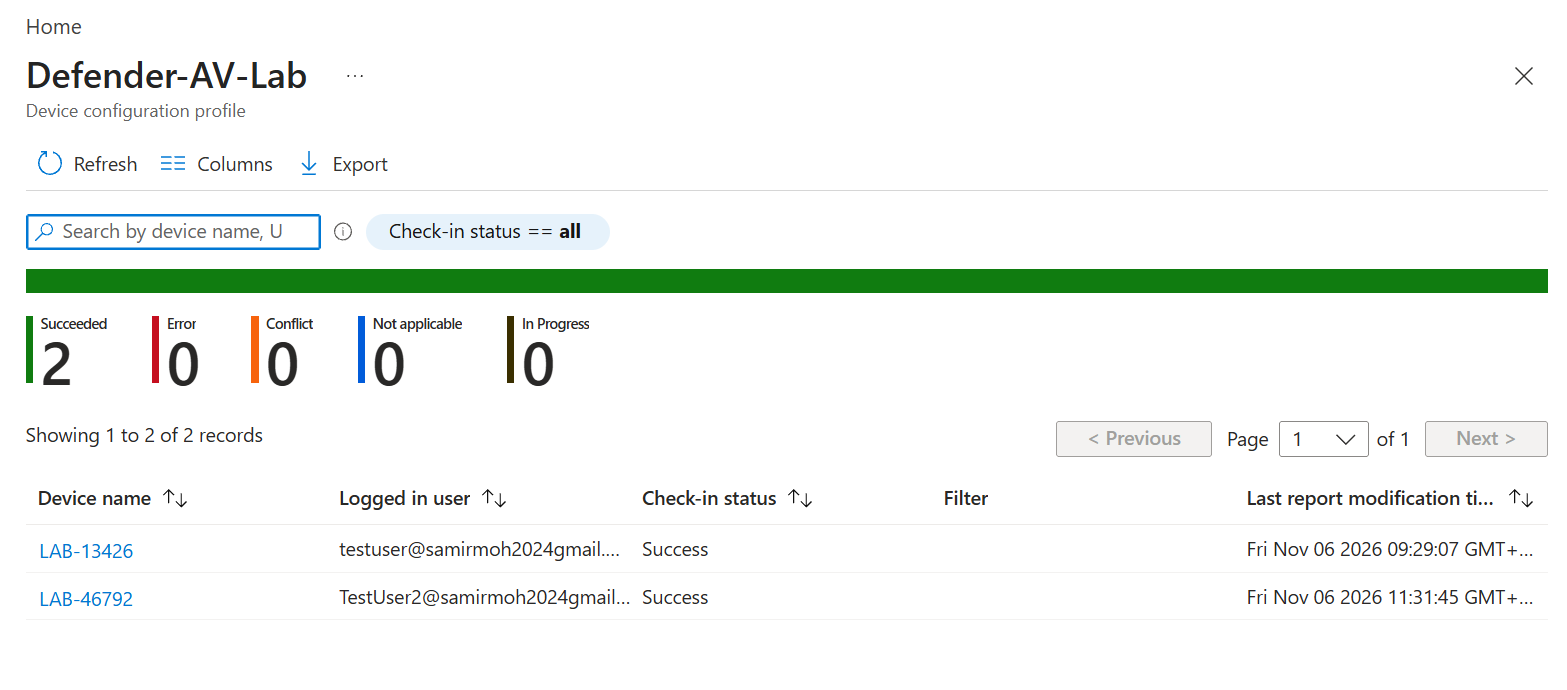 Home
Defender-AV-Lab ...
Device configuration profile
Refresh Columns Export
Search by device name, U Check-in status == all
Succeeded Error Conflict Not applicable In Progress
2 0 0 0 0
Showing 1 to 2 of 2 records < Previous Page 1 of 1 Next >
Device name Logged in user Check-in status Filter Last report modification ti...
LAB-13426 testuser@samirmoh2024gmail.... Success Fri Nov 06 2026 09:29:07 GMT+...
LAB-46792 TestUser2@samirmoh2024gmail... Success Fri Nov 06 2026 11:31:45 GMT+...